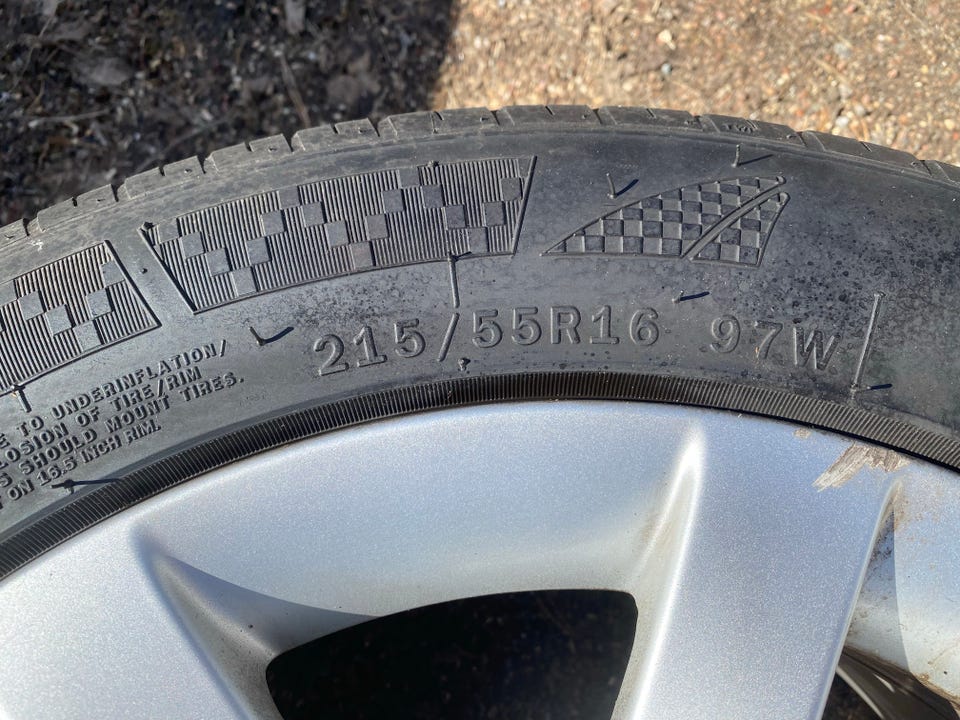 215/55R16 97W
E TO UNDERINFLATION/
LOSION OF TIRE/RIM
S SHOULD MOUNT TIRES.
ON 16.5 INCH RIM.